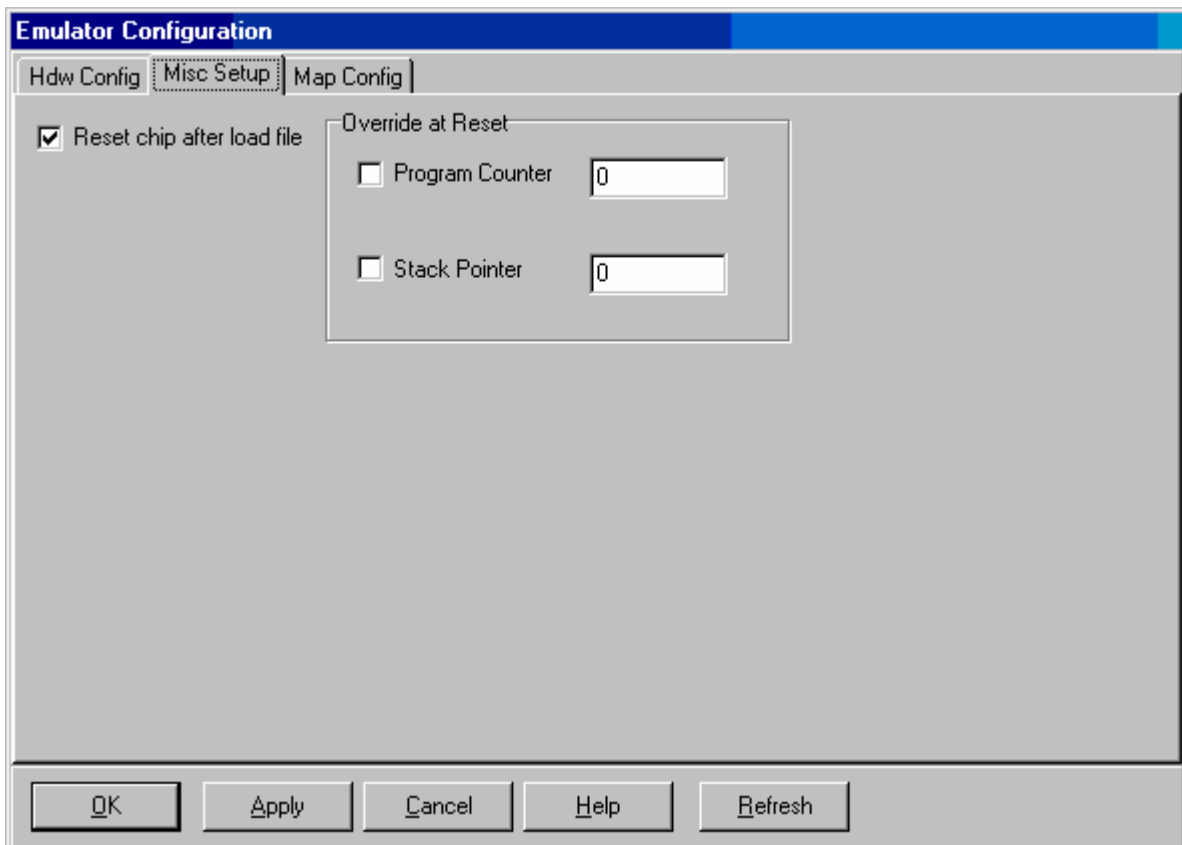 Emulator Configuration
Hdw Config Misc Setup Map Config
Reset chip after load file
Override at Reset
Program Counter 0
Stack Pointer 0
OK Apply Cancel Help Refresh